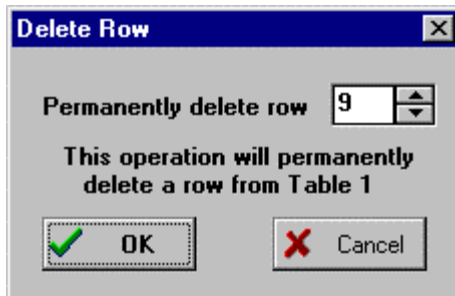 Delete Row
Permanently delete row 9
This operation will permanently
delete a row from Table 1
OK Cancel